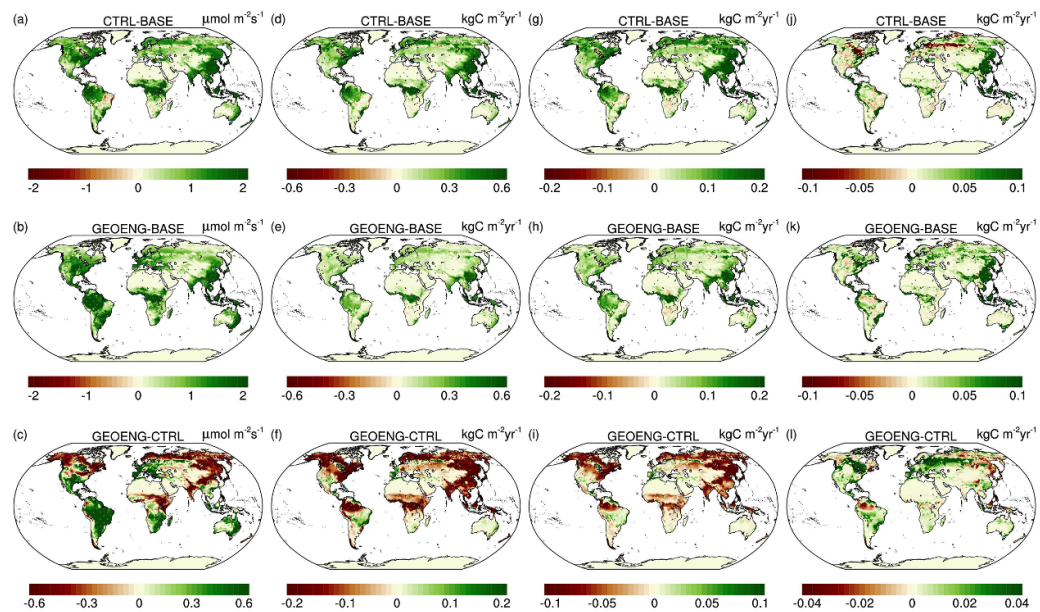 (a) CTRL-BASE μmol m⁻²s⁻¹
(d) CTRL-BASE kgC m⁻²yr⁻¹
(g) CTRL-BASE kgC m⁻²yr⁻¹
(j) CTRL-BASE kgC m⁻²yr⁻¹
-2 -1 0 1 2
-0.6 -0.3 0 0.3 0.6
-0.2 -0.1 0 0.1 0.2
-0.1 -0.05 0 0.05 0.1
(b) GEOENG-BASE μmol m⁻²s⁻¹
(e) GEOENG-BASE kgC m⁻²yr⁻¹
(h) GEOENG-BASE kgC m⁻²yr⁻¹
(k) GEOENG-BASE kgC m⁻²yr⁻¹
-2 -1 0 1 2
-0.6 -0.3 0 0.3 0.6
-0.2 -0.1 0 0.1 0.2
-0.1 -0.05 0 0.05 0.1
(c) GEOENG-CTRL μmol m⁻²s⁻¹
(f) GEOENG-CTRL kgC m⁻²yr⁻¹
(i) GEOENG-CTRL kgC m⁻²yr⁻¹
(l) GEOENG-CTRL kgC m⁻²yr⁻¹
-0.6 -0.3 0 0.3 0.6
-0.2 -0.1 0 0.1 0.2
-0.1 -0.05 0 0.05 0.1
-0.04 -0.02 0 0.02 0.04